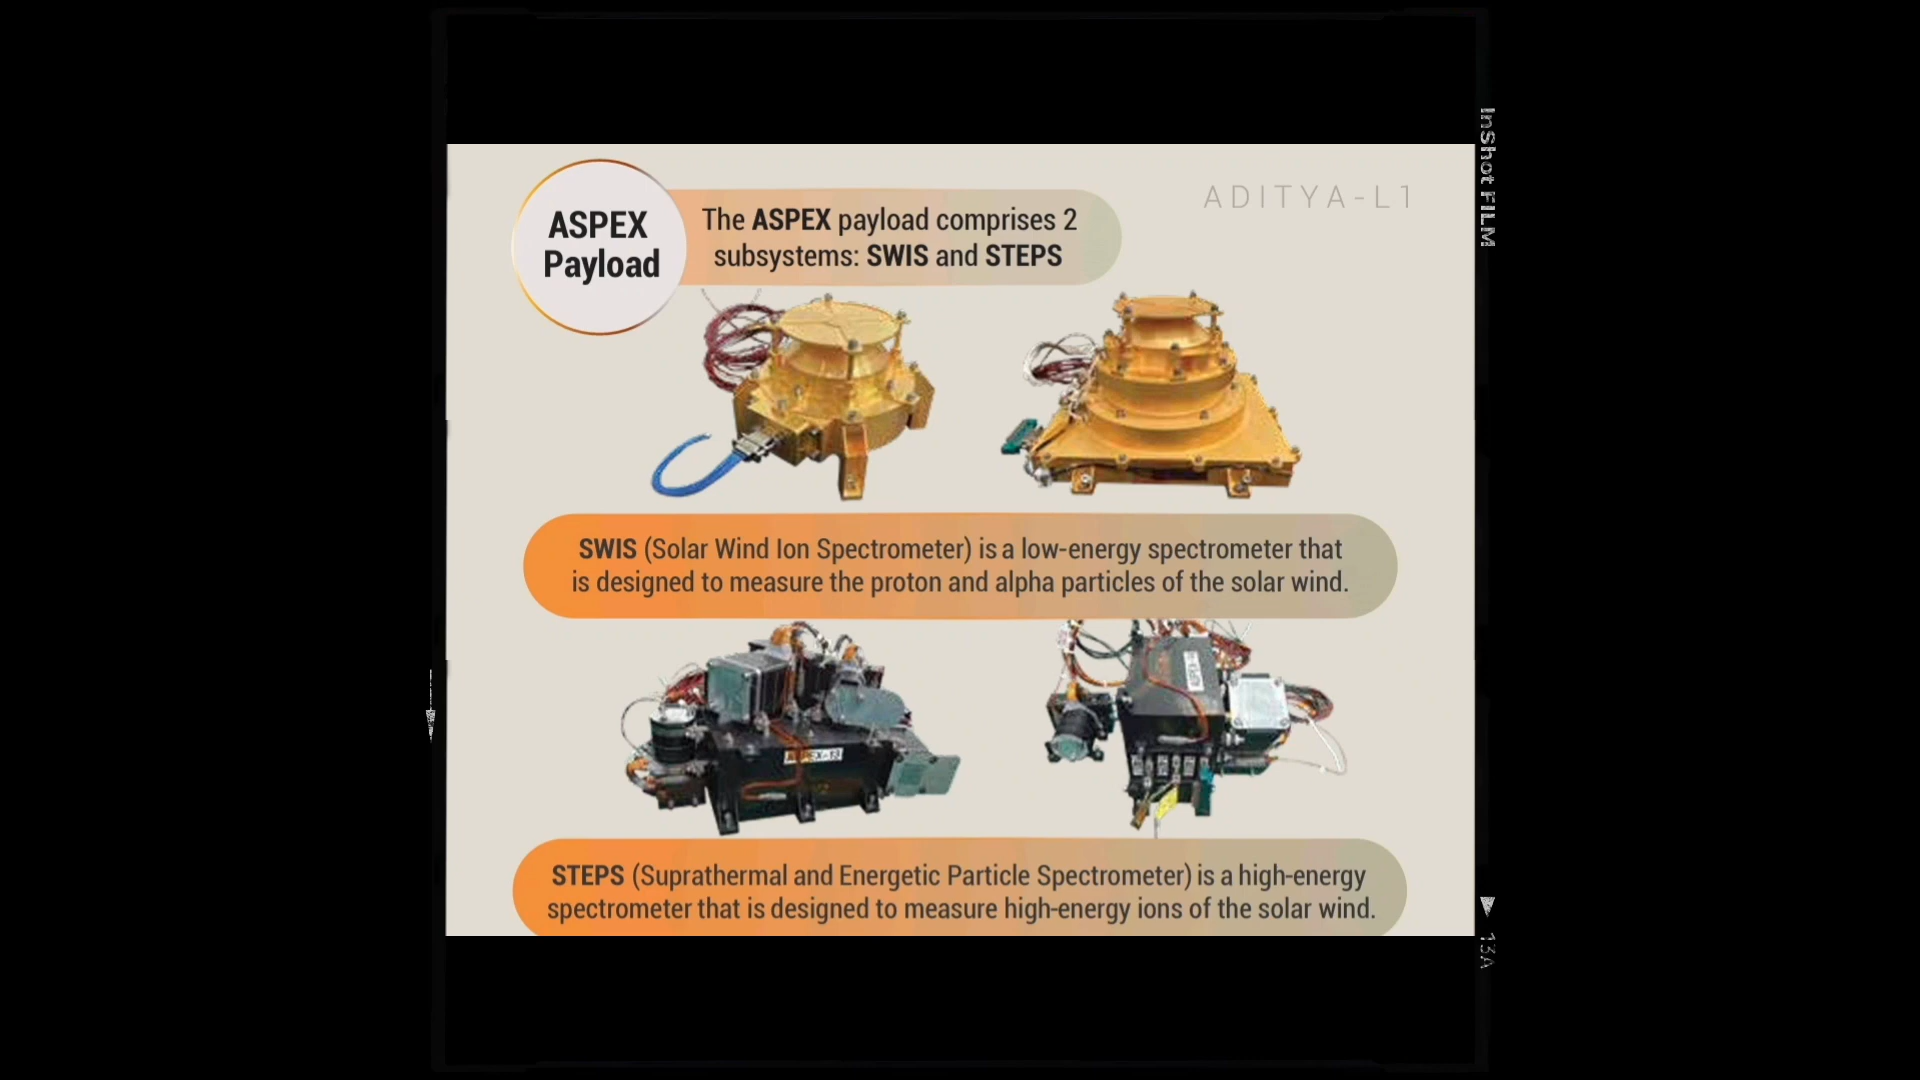 ASPEX
Payload
The ASPEX payload comprises 2
subsystems: SWIS and STEPS
ADITYA-L1
InShot FILM
SWIS (Solar Wind Ion Spectrometer) is a low-energy spectrometer that
is designed to measure the proton and alpha particles of the solar wind.
ASPEX-13
STEPS (Suprathermal and Energetic Particle Spectrometer) is a high-energy
spectrometer that is designed to measure high-energy ions of the solar wind.
13A